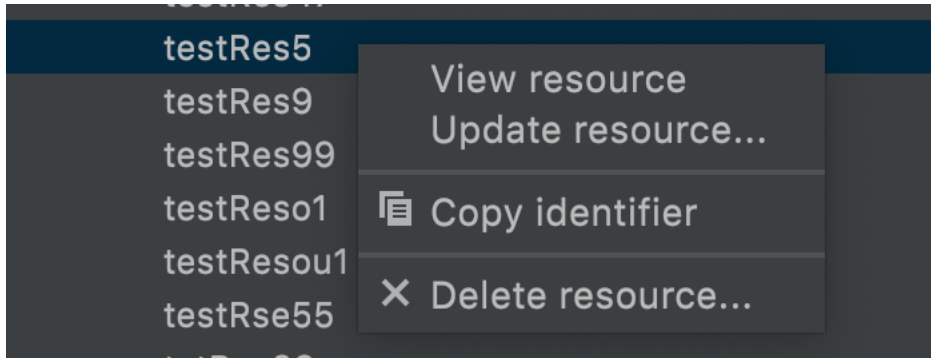 testRes5
testRes9
testRes99
testReso1
testResou1
testRse55
View resource
Update resource...
Copy identifier
Delete resource...